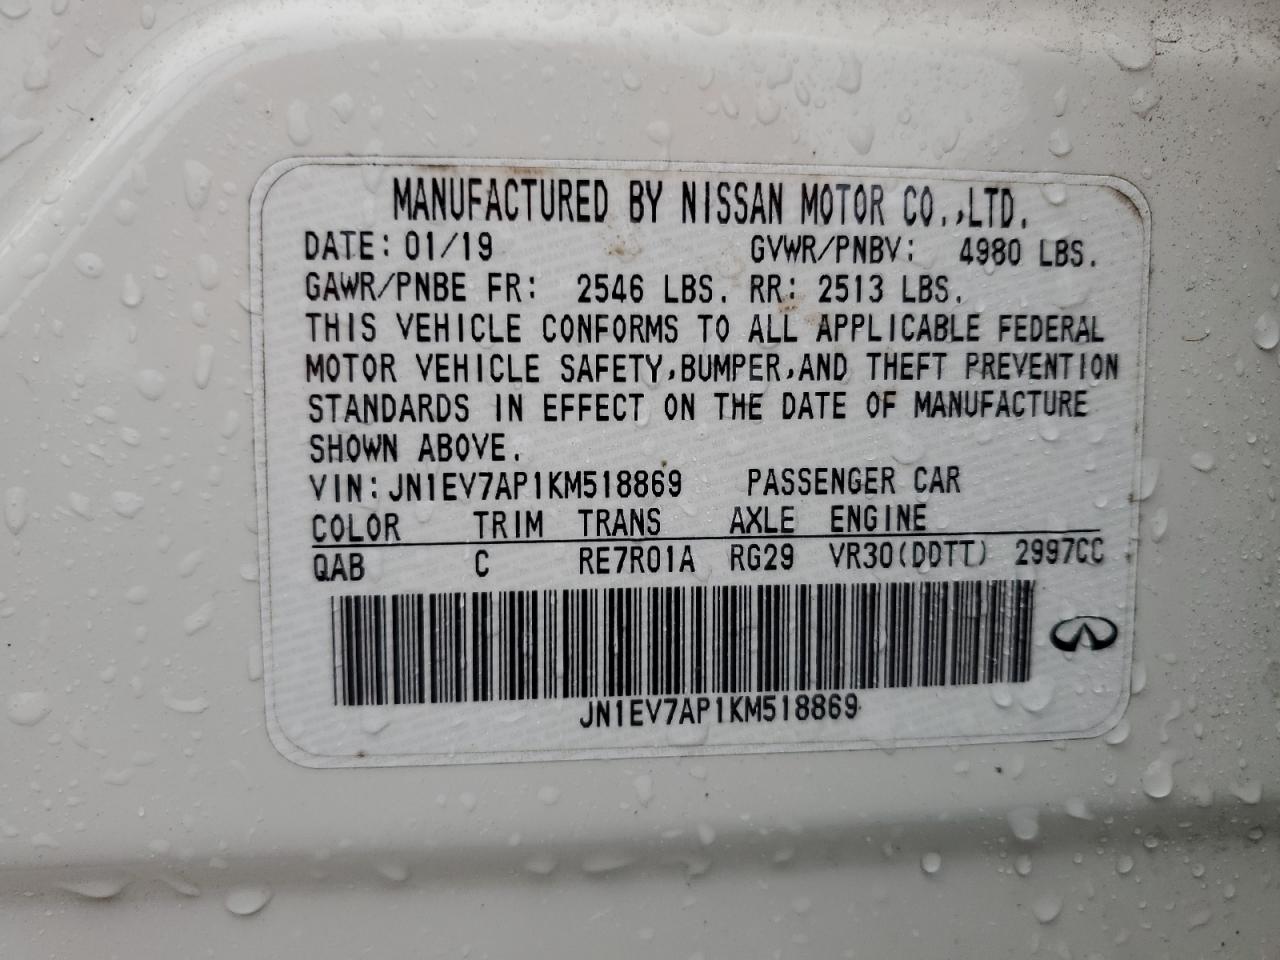 MANUFACTURED BY NISSAN MOTOR CO.,LTD.
DATE: 01/19 GVWR/PNBV: 4980 LBS.
GAWR/PNBE FR: 2546 LBS. RR: 2513 LBS.
THIS VEHICLE CONFORMS TO ALL APPLICABLE FEDERAL
MOTOR VEHICLE SAFETY,BUMPER,AND THEFT PREVENTION
STANDARDS IN EFFECT ON THE DATE OF MANUFACTURE
SHOWN ABOVE.
VIN: JN1EV7AP1KM518869 PASSENGER CAR
COLOR TRIM TRANS AXLE ENGINE
QAB C RE7R01A RG29 VR30(DDTT) 2997CC
JN1EV7AP1KM518869